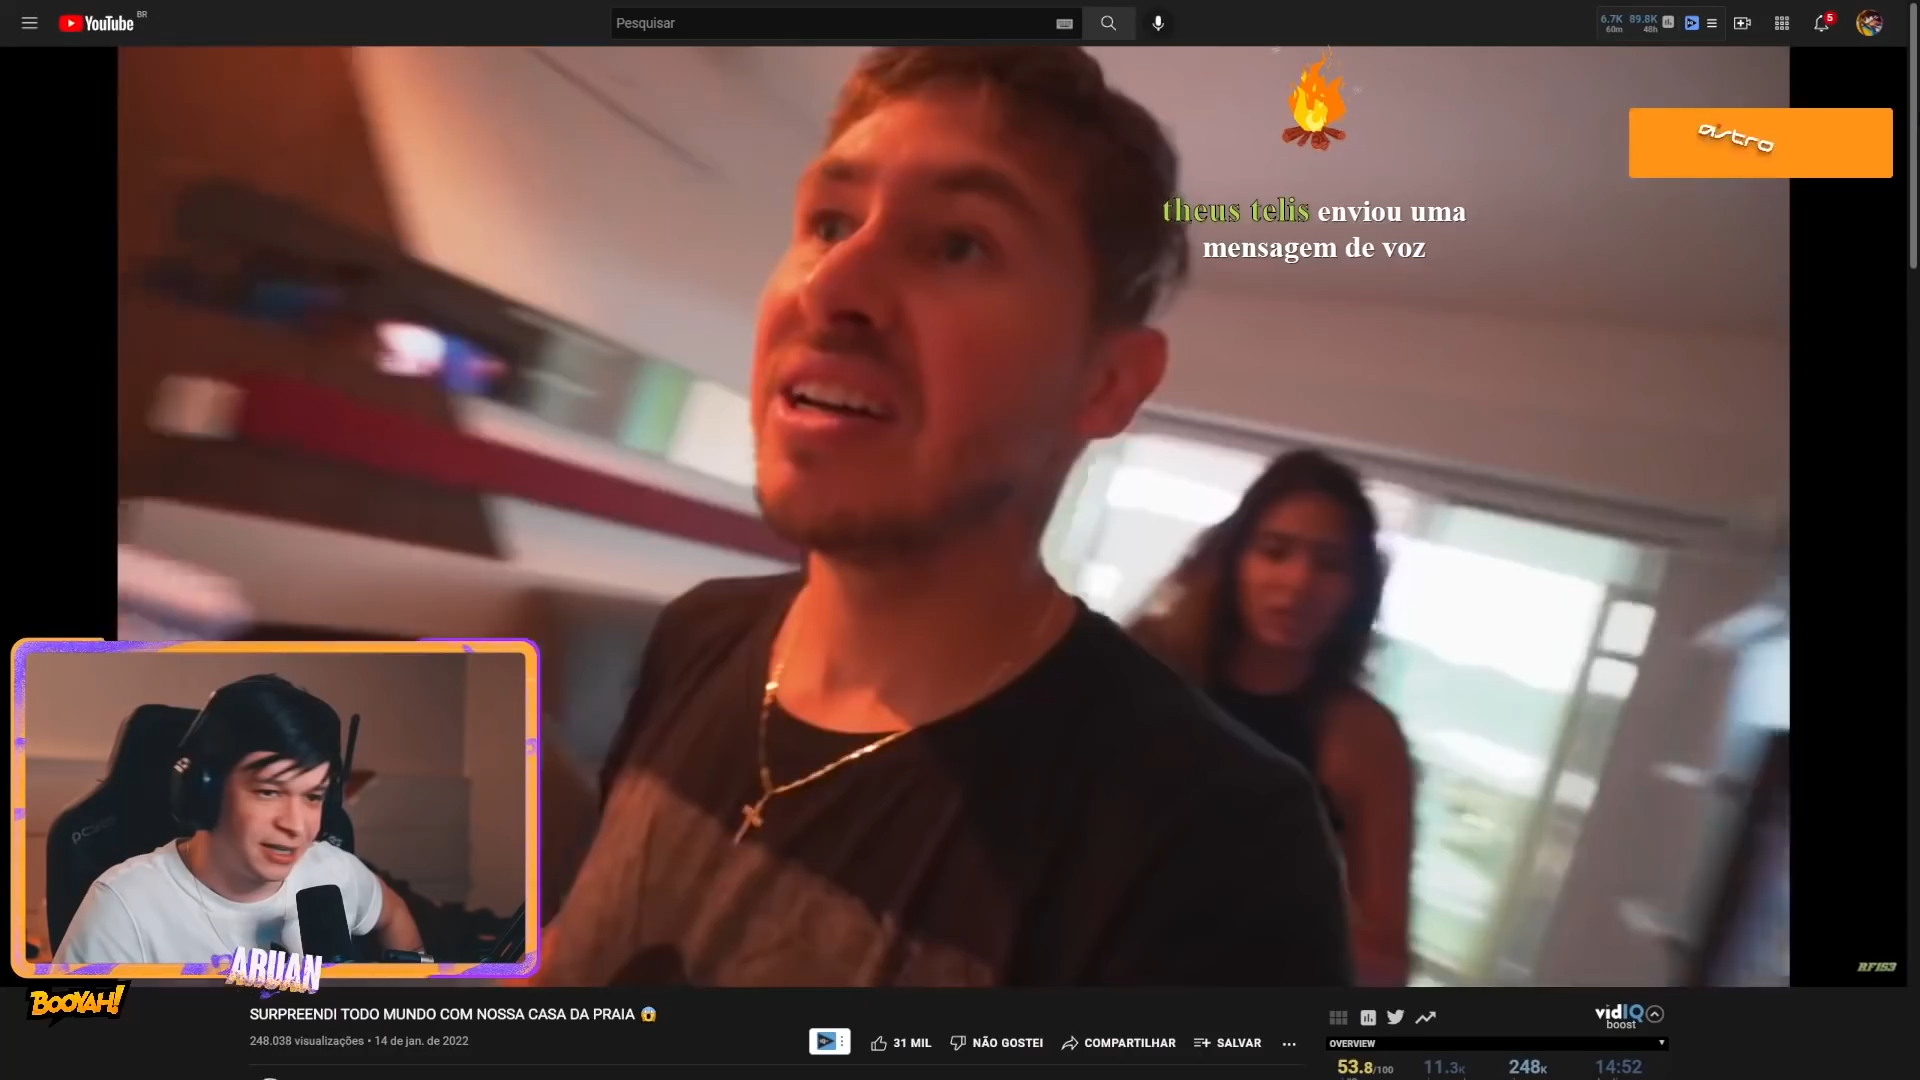 YouTube BR
Pesquisar
6.7K 89.8K
60m 48h
5
aistro
theus telis enviou uma
mensagem de voz
RF153
ARUAN
BOOYAH!
SURPREENDI TODO MUNDO COM NOSSA CASA DA PRAIA 😱
248.038 visualizações • 14 de jan. de 2022
31 MIL
NÃO GOSTEI
COMPARTILHAR
SALVAR
vidIQ
boost
OVERVIEW
53.8/100 11.3K 248K 14:52